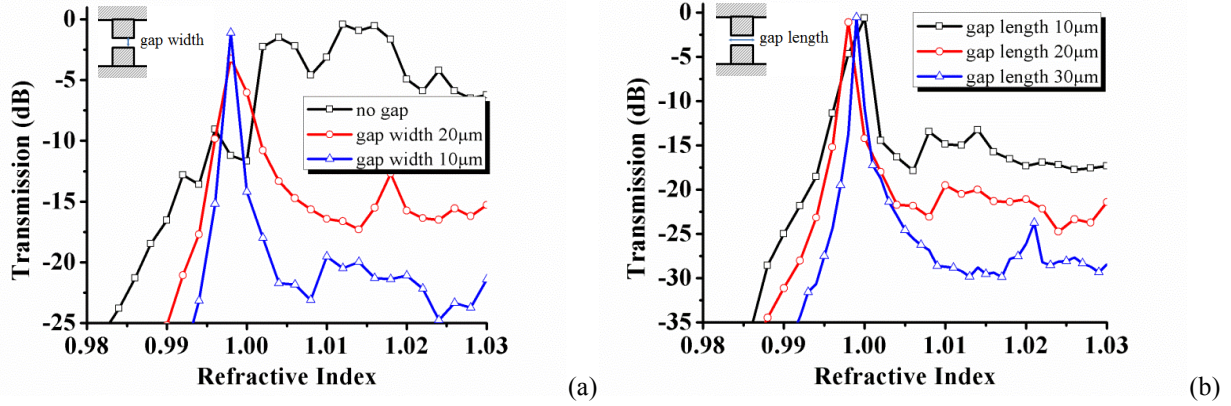 0
-5
-10
-15
-20
-25
Transmission (dB)
gap width
no gap
gap width 20μm
gap width 10μm
0.98
0.99
1.00
1.01
1.02
1.03
Refractive Index
(a)
0
-5
-10
-15
-20
-25
-30
-35
Transmission (dB)
gap length
gap length 10μm
gap length 20μm
gap length 30μm
0.98
0.99
1.00
1.01
1.02
1.03
Refractive Index
(b)